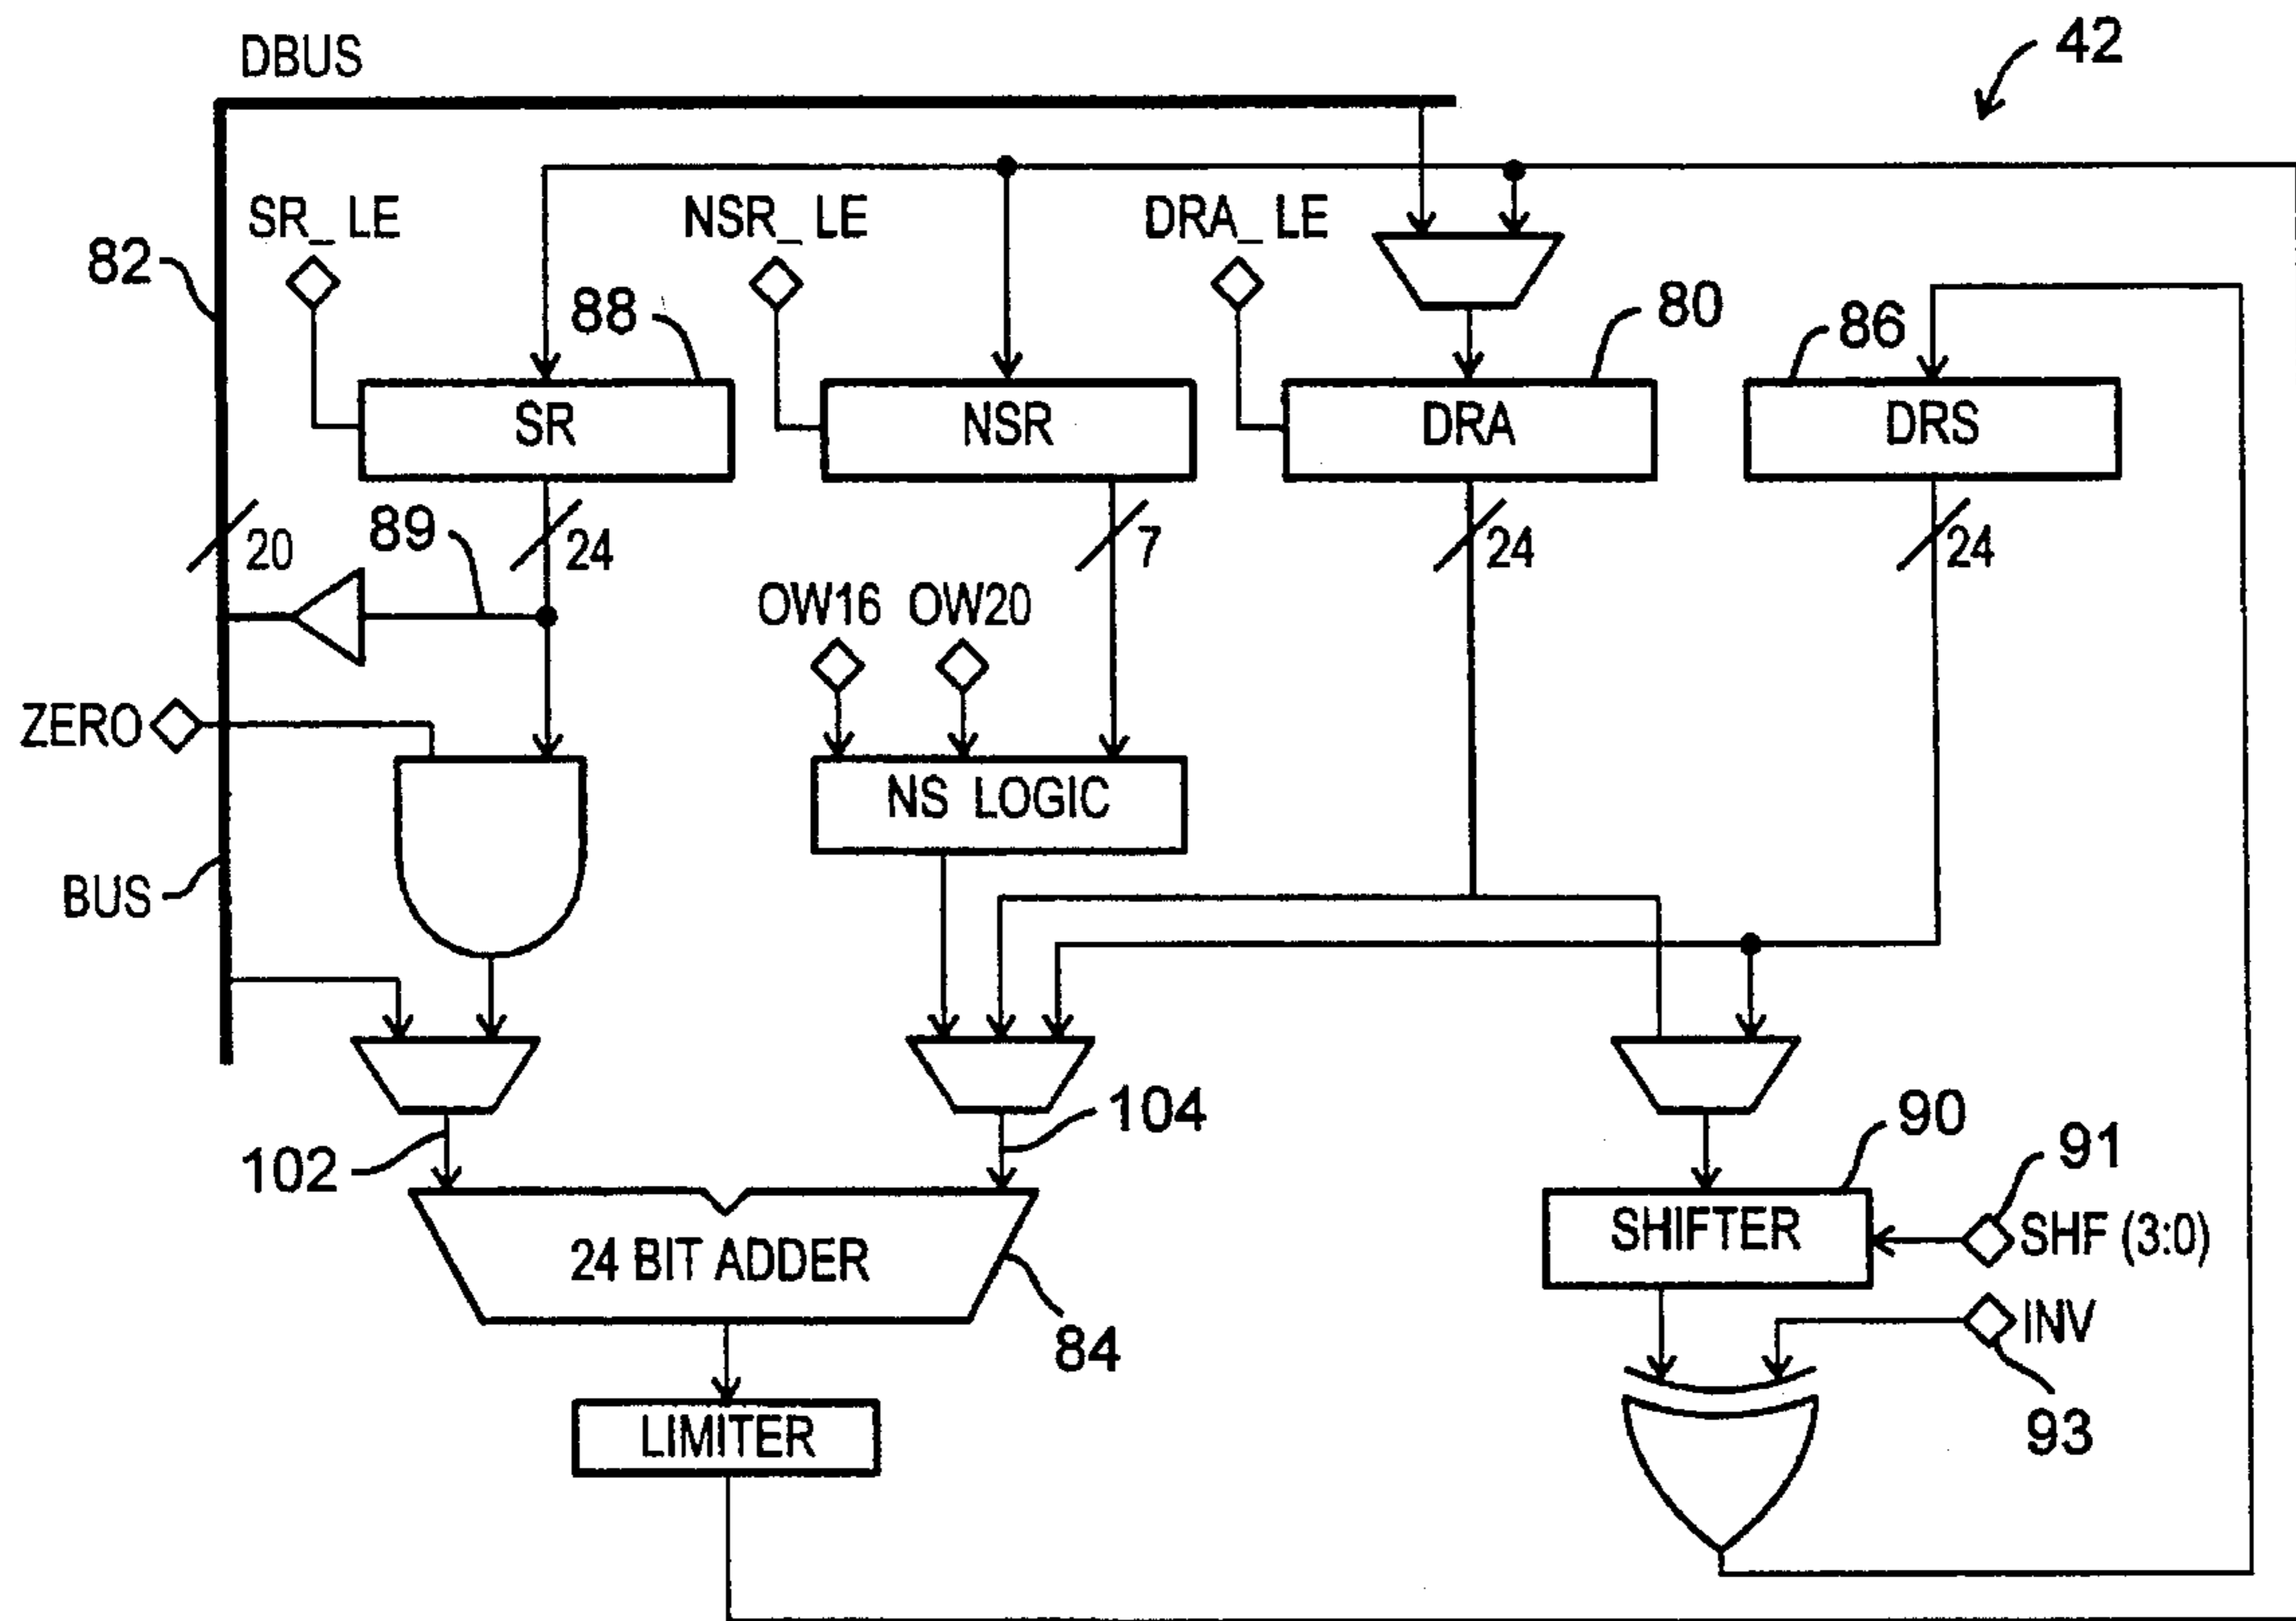 DBUS
42
SR_ LE
NSR_ LE
DRA_ LE
82
88
80
86
SR
NSR
DRA
DRS
20
89
24
7
24
24
OW16 OW20
ZERO
NS LOGIC
BUS
102
104
90
91
24 BIT ADDER
SHIFTER
SHF (3:0)
84
INV
LIMITER
93